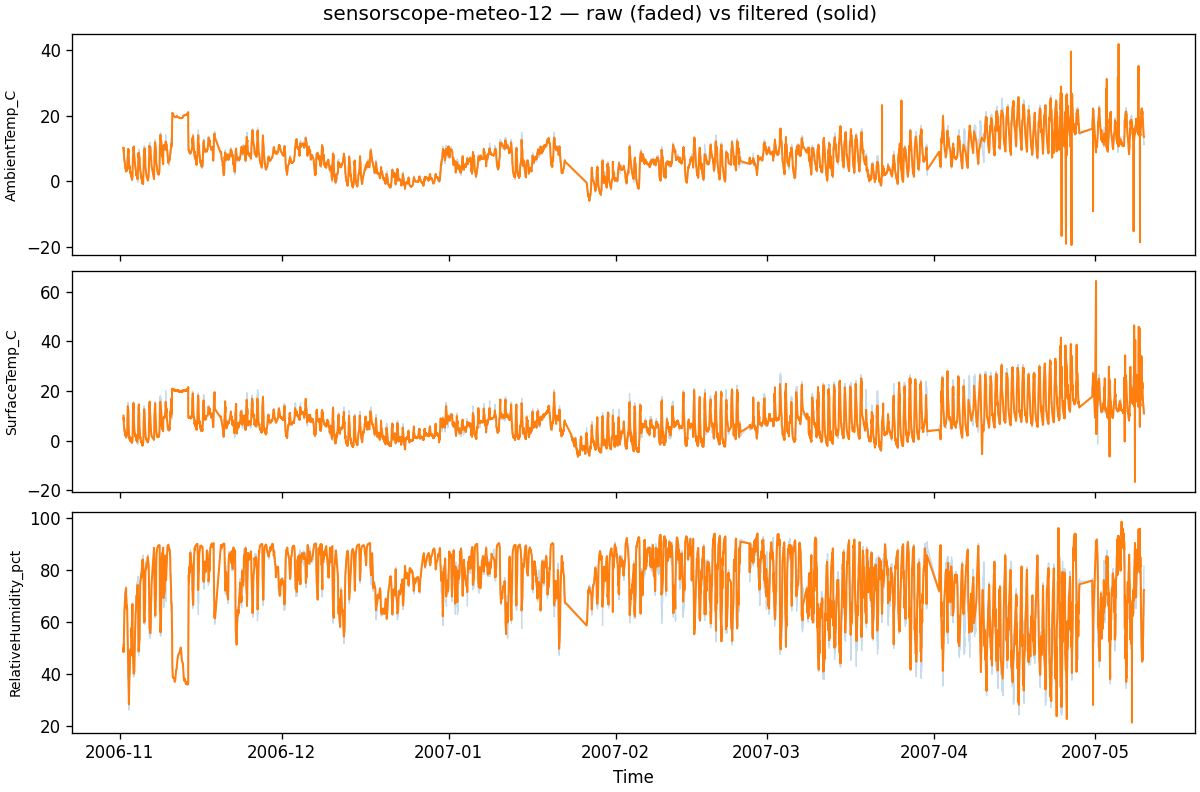 sensorscope-meteo-12 — raw (faded) vs filtered (solid)
AmbientTemp_C
40
20
0
−20
SurfaceTemp_C
60
40
20
0
−20
RelativeHumidity_pct
100
80
60
40
20
2006-11 2006-12 2007-01 2007-02 2007-03 2007-04 2007-05
Time